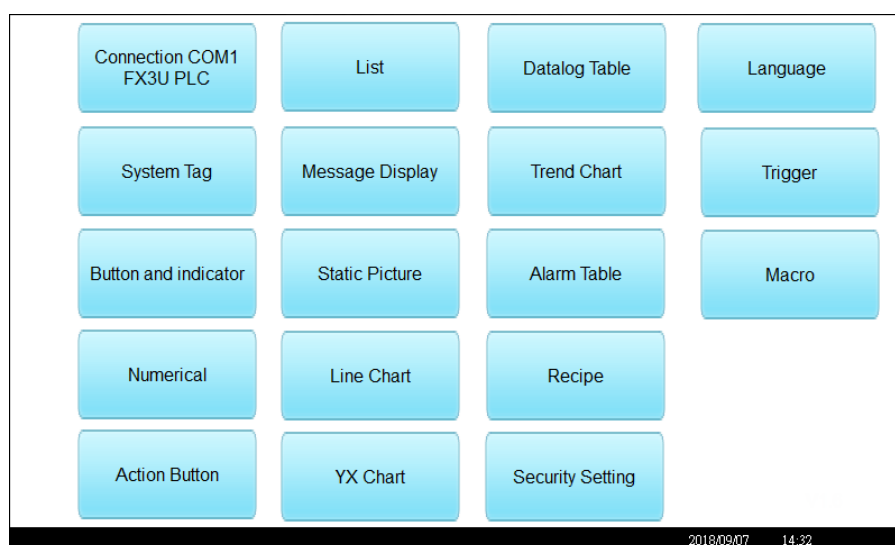 Connection COM1
FX3U PLC
List
Datalog Table
Language
System Tag
Message Display
Trend Chart
Trigger
Button and indicator
Static Picture
Alarm Table
Macro
Numerical
Line Chart
Recipe
Action Button
YX Chart
Security Setting
2018/09/07 14:32